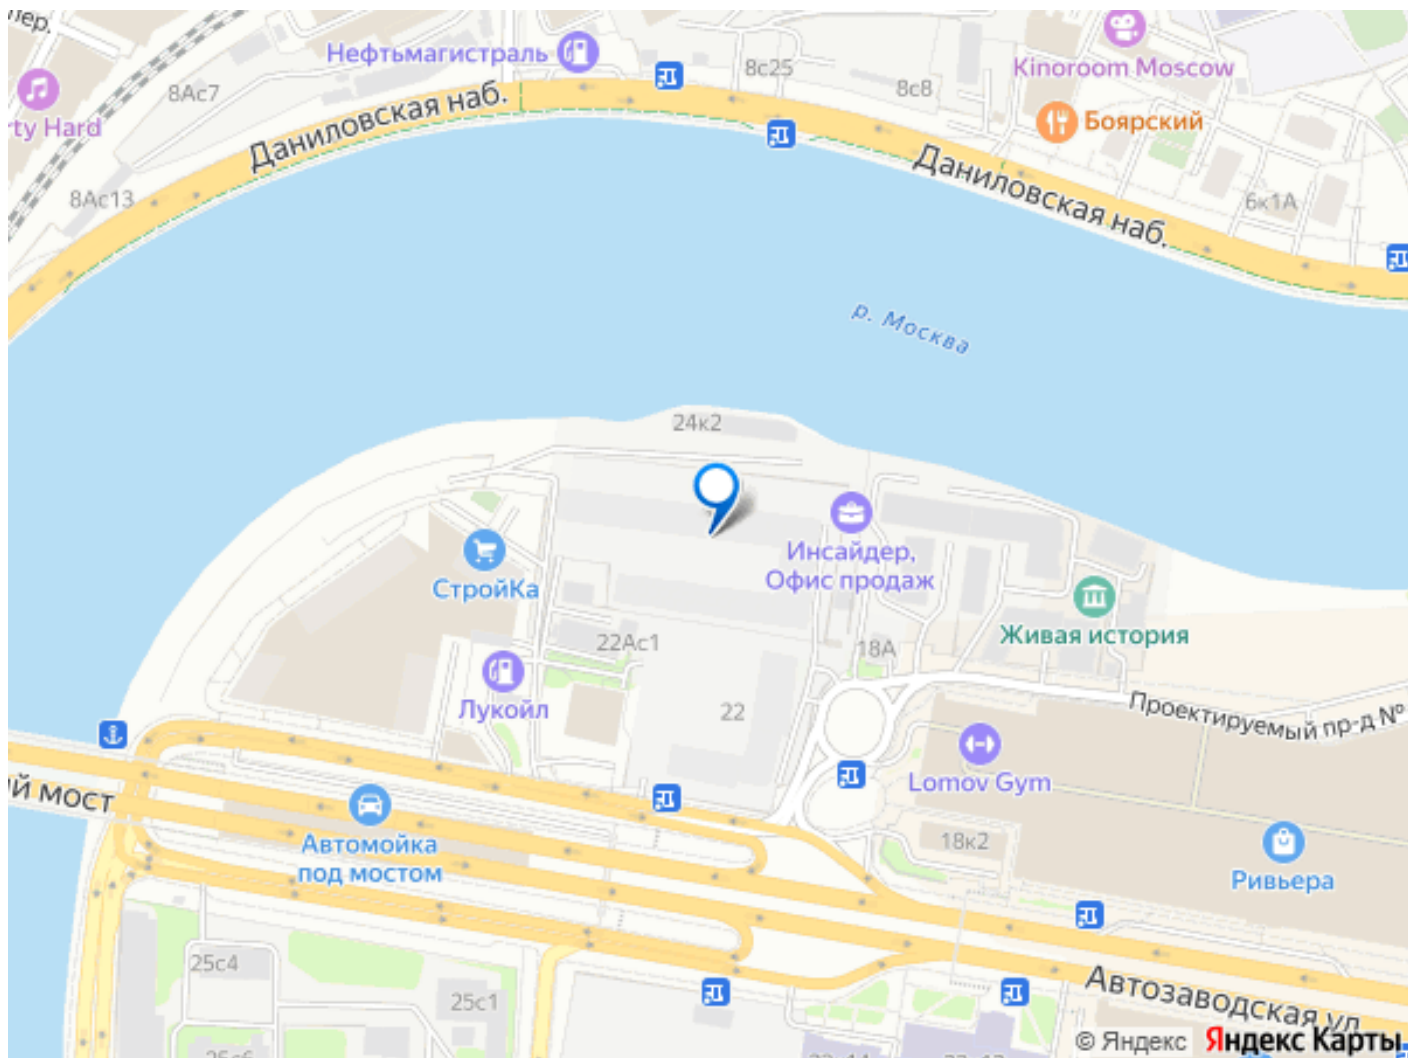 пер.
Нефтьмагистраль
8с25
8с8
Kinoroom Moscow
8Ас7
rty Hard
Даниловская наб.
Боярский
Даниловская наб.
8Ас13
6к1А
р. Москва
24к2
Инсайдер,
Офис продаж
СтройКа
Живая история
22Ас1
18А
Лукойл
22
Проектируемый пр-д №
Lomov Gym
ий мост
Автомойка
под мостом
18к2
Ривьера
25с4
25с1
Автозаводская ул.
© Яндекс Яндекс Карты